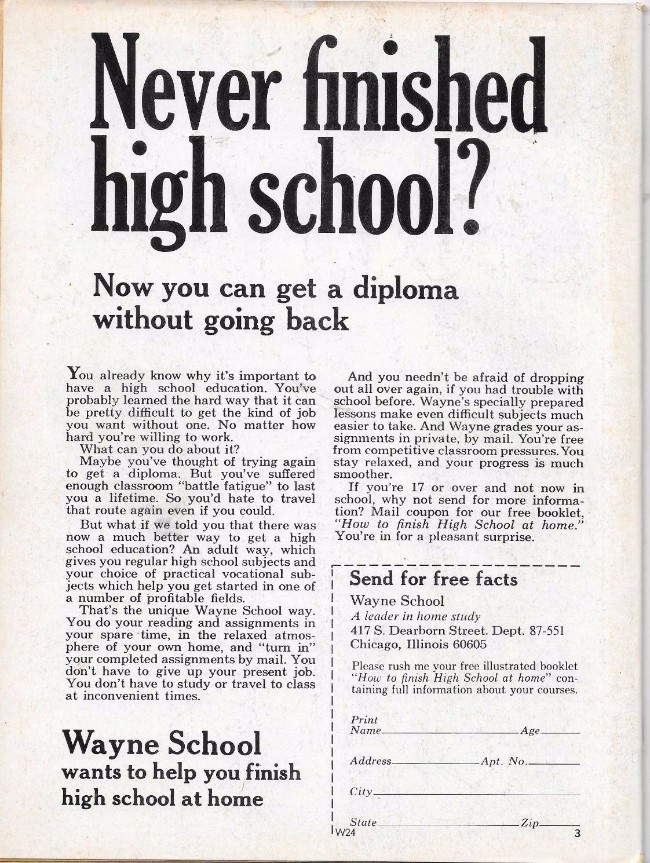 Never finished
high school?
Now you can get a diploma
without going back
You already know why it's important to
have a high school education. You've
probably learned the hard way that it can
be pretty difficult to get the kind of job
you want without one. No matter how
hard you're willing to work.
What can you do about it?
Maybe you've thought of trying again
to get a diploma. But you've suffered
enough classroom "battle fatigue" to last
you a lifetime. So you'd hate to travel
that route again even if you could.
But what if we told you that there was
now a much better way to get a high
school education? An adult way, which
gives you regular high school subjects and
your choice of practical vocational sub-
jects which help you get started in one of
a number of profitable fields.
That's the unique Wayne School way.
You do your reading and assignments in
your spare time, in the relaxed atmos-
phere of your own home, and "turn in"
your completed assignments by mail. You
don't have to give up your present job.
You don't have to study or travel to class
at inconvenient times.
Wayne School
wants to help you finish
high school at home
And you needn't be afraid of dropping
out all over again, if you had trouble with
school before. Wayne's specially prepared
lessons make even difficult subjects much
easier to take. And Wayne grades your as-
signments in private, by mail. You're free
from competitive classroom pressures. You
stay relaxed, and your progress is much
smoother.
If you're 17 or over and not now in
school, why not send for more informa-
tion? Mail coupon for our free booklet,
"How to finish High School at home."
You're in for a pleasant surprise.
Send for free facts
Wayne School
A leader in home study
417 S. Dearborn Street. Dept. 87-551
Chicago, Illinois 60605
Please rush me your free illustrated booklet
"How to finish High School at home" con-
taining full information about your courses.
Print
Name Age
Address Apt. No.
City
State Zip
W24 3